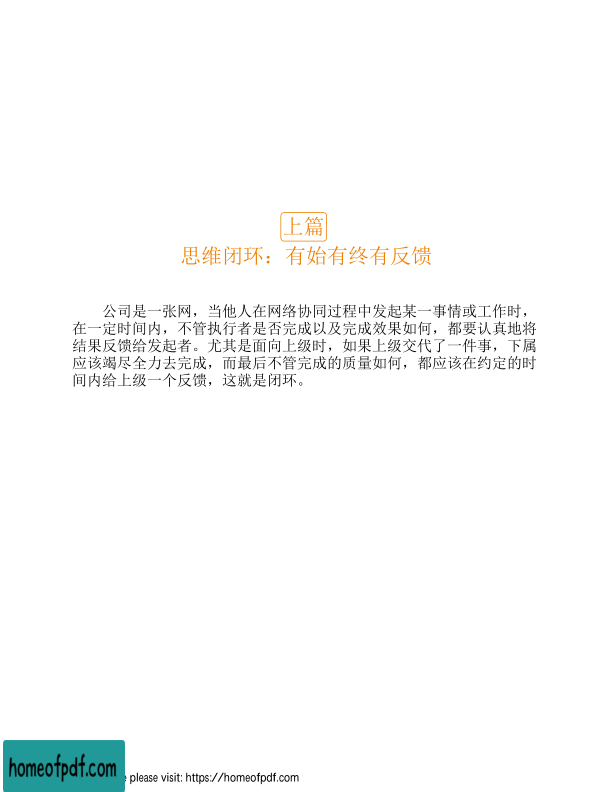 上篇
思维闭环：有始有终有反馈
公司是一张网，当他人在网络协同过程中发起某一事情或工作时，
在一定时间内，不管执行者是否完成以及完成效果如何，都要认真地将
结果反馈给发起者。尤其是面向上级时，如果上级交代了一件事，下属
应该竭尽全力去完成，而最后不管完成的质量如何，都应该在约定的时
间内给上级一个反馈，这就是闭环。
homeofpdf.com
please visit: https://homeofpdf.com